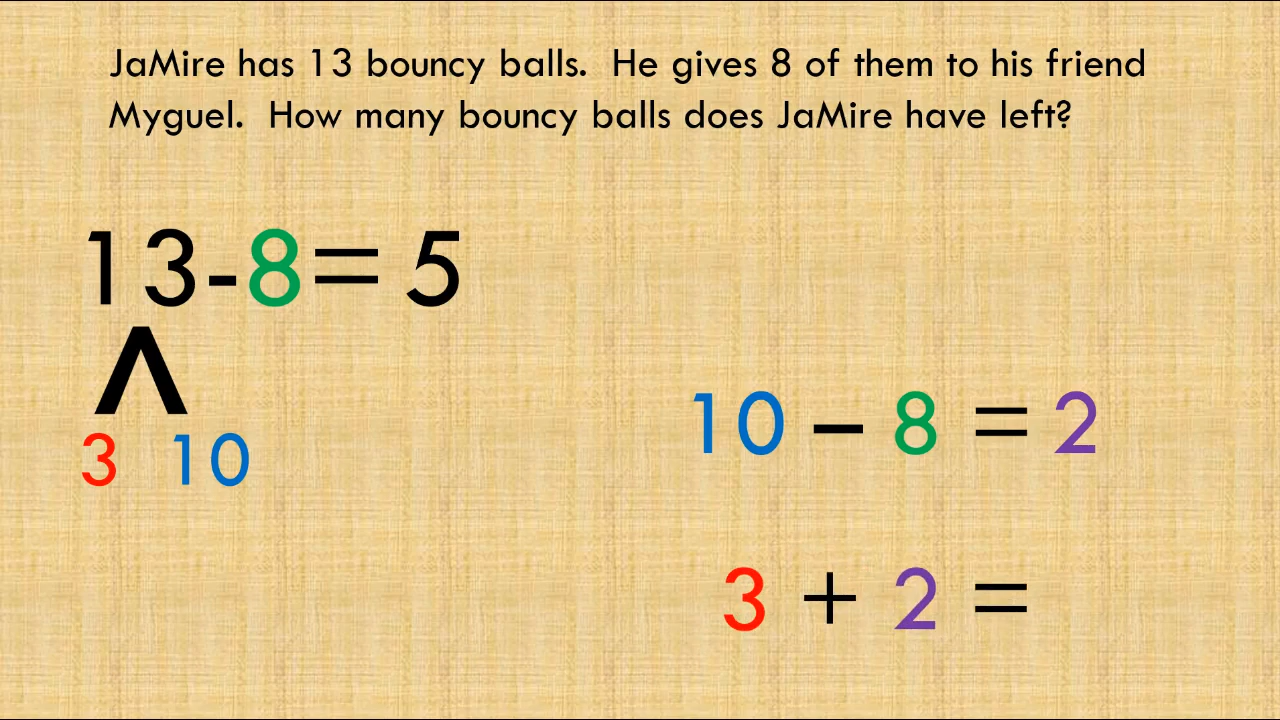 JaMire has 13 bouncy balls.  He gives 8 of them to his friend
Myguel.  How many bouncy balls does JaMire have left?
13-8= 5
3 10
10 – 8 = 2
3 + 2 =